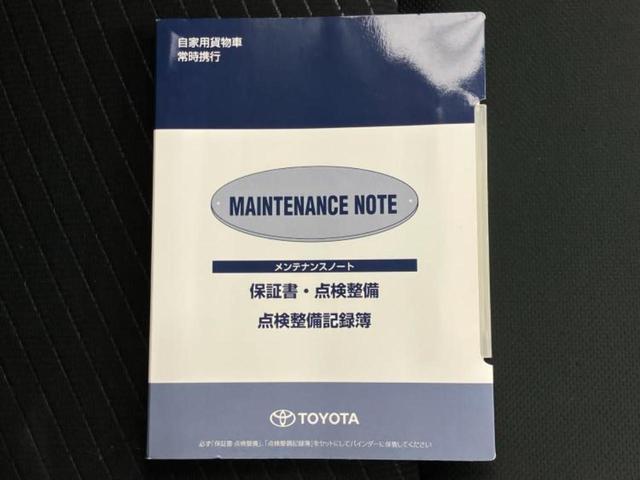 自家用貨物車
常時携行
MAINTENANCE NOTE
メンテナンスノート
保証書・点検整備
点検整備記録簿
TOYOTA
必ず「保証書・点検整備」、「点検整備記録簿」をセットにしてバインダーに保管してください